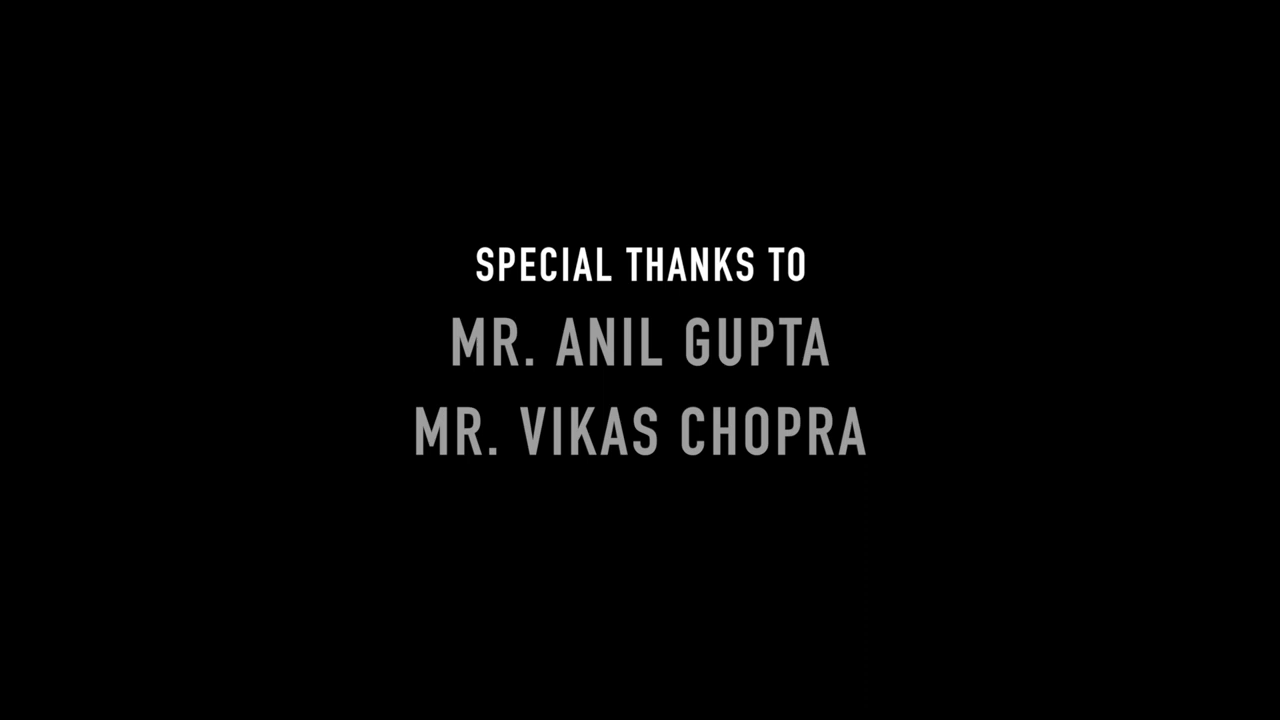 SPECIAL THANKS TO
MR. ANIL GUPTA
MR. VIKAS CHOPRA